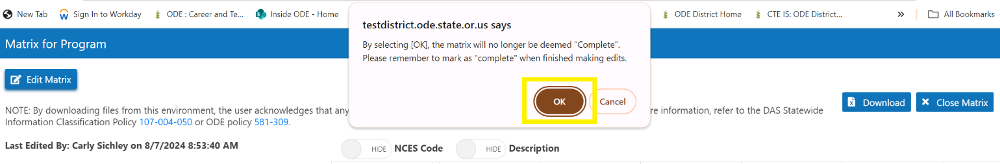 New Tab Sign In to Workday ODE : Career and Te... Inside ODE - Home ODE District Home CTE IS: ODE District... » All Bookmarks
testdistrict.ode.state.or.us says
By selecting [OK], the matrix will no longer be deemed “Complete”.
Please remember to mark as "complete" when finished making edits.
OK Cancel
Matrix for Program
Edit Matrix
Download Close Matrix
NOTE: By downloading files from this environment, the user acknowledges that any re information, refer to the DAS Statewide
Information Classification Policy 107-004-050 or ODE policy 581-309.
Last Edited By: Carly Sichley on 8/7/2024 8:53:40 AM
HIDE NCES Code HIDE Description